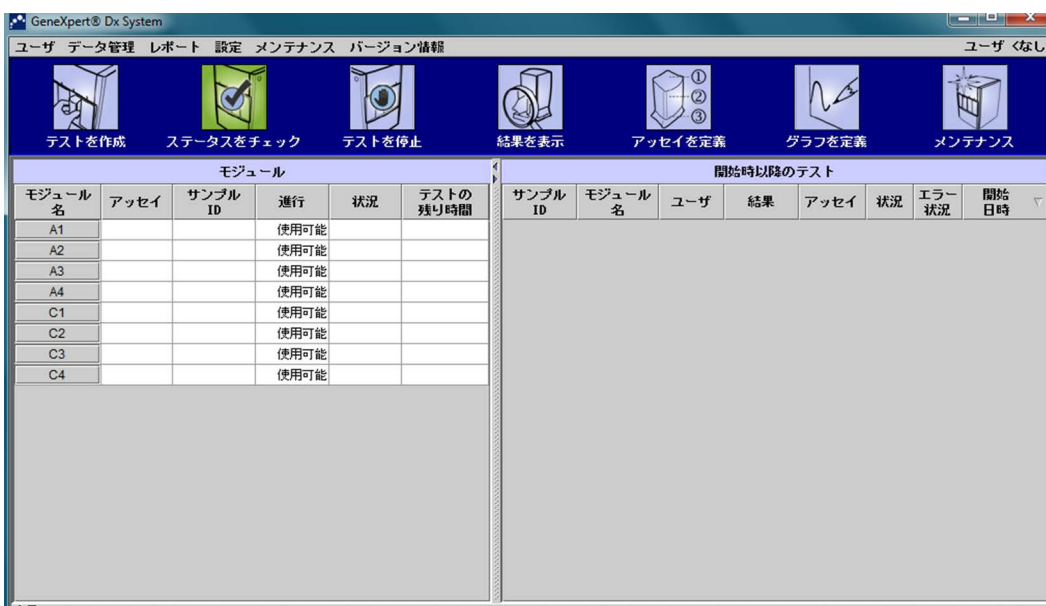 GeneXpert® Dx System
ユーザ データ管理 レポート 設定 メンテナンス バージョン情報 ユーザ <なし
テストを作成 ステータスをチェック テストを停止 結果を表示 アッセイを定義 グラフを定義 メンテナンス
① ② ③
モジュール
モジュール名 アッセイ サンプルID 進行 状況 テストの残り時間
A1 使用可能
A2 使用可能
A3 使用可能
A4 使用可能
C1 使用可能
C2 使用可能
C3 使用可能
C4 使用可能
開始時以降のテスト
サンプルID モジュール名 ユーザ 結果 アッセイ 状況 エラー状況 開始日時